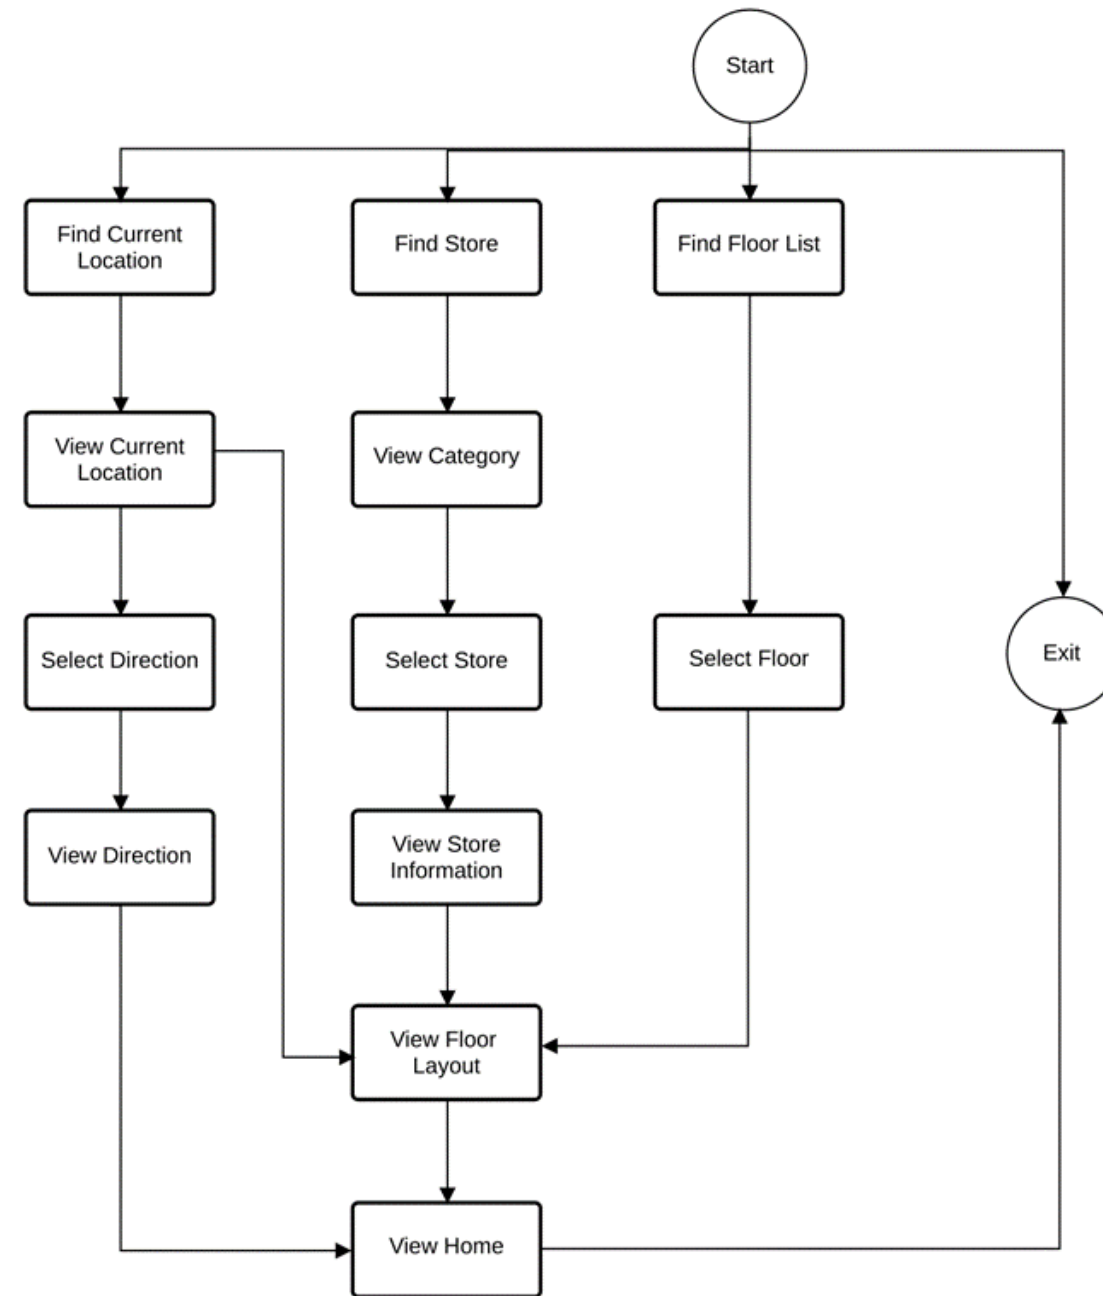 Start
Find Current
Location
Find Store
Find Floor List
View Current
Location
View Category
Select Direction
Select Store
Select Floor
Exit
View Direction
View Store
Information
View Floor
Layout
View Home